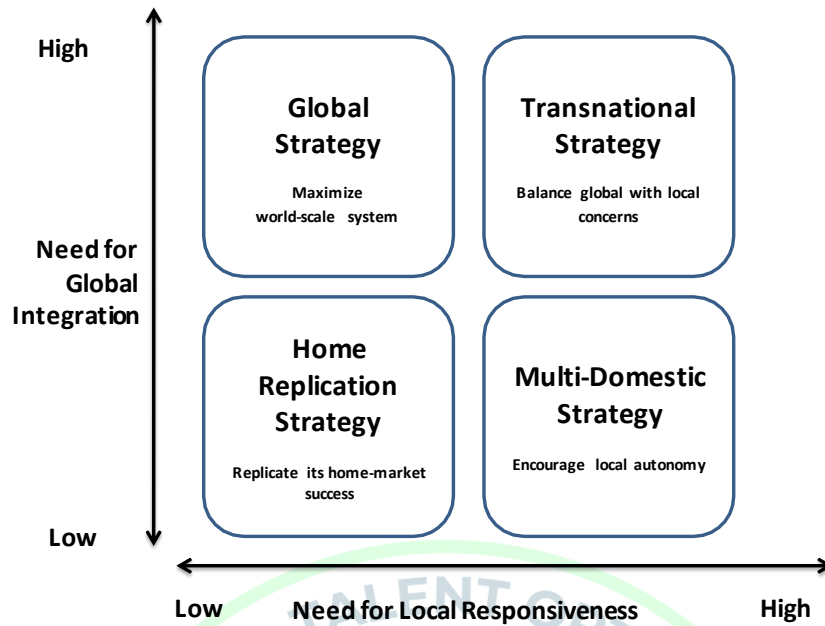 High
Global
Strategy
Maximize
world-scale system
Transnational
Strategy
Balance global with local
concerns
Need for
Global
Integration
Home
Replication
Strategy
Replicate its home-market
success
Multi-Domestic
Strategy
Encourage local autonomy
Low
TALENT
Low
Need for Local Responsiveness
High